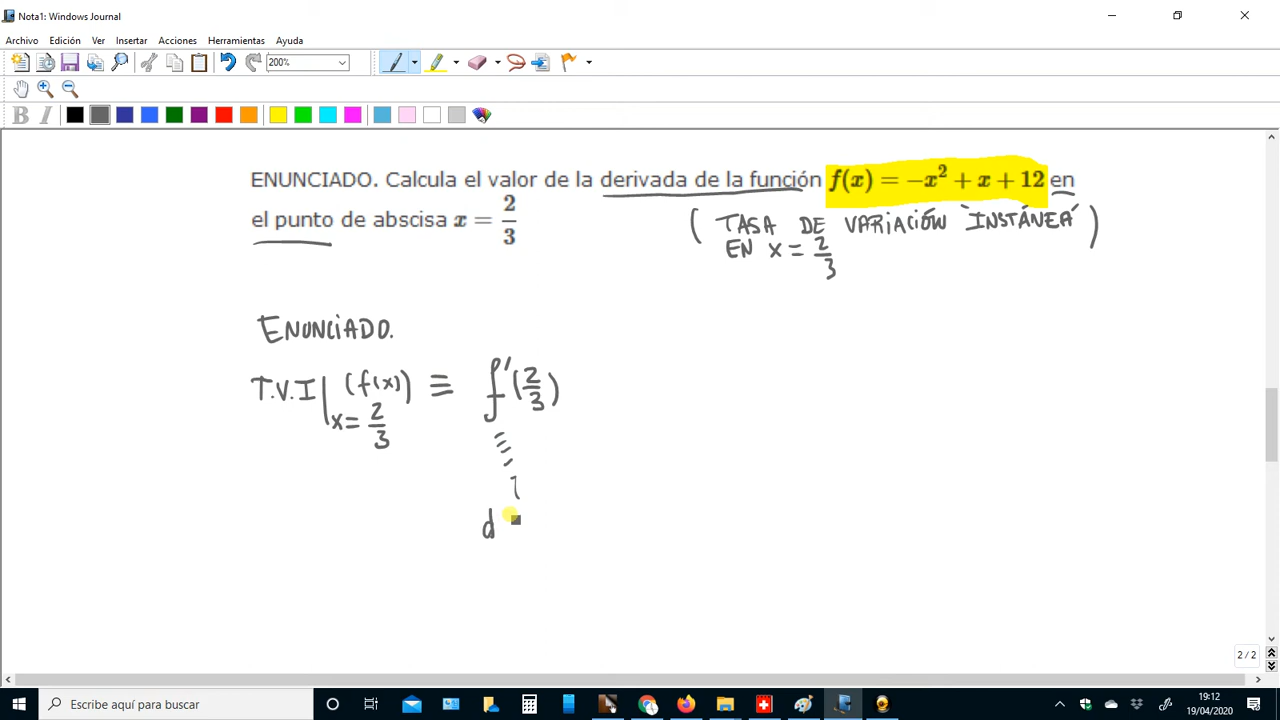 Nota1: Windows Journal
Archivo Edición Ver Insertar Acciones Herramientas Ayuda
200%
B I
ENUNCIADO. Calcula el valor de la derivada de la función f(x) = −x² + x + 12 en
el punto de abscisa x = 2/3
( TASA DE VARIACIÓN "INSTÁNEA" )
EN x = 2/3
ENUNCIADO.
T.V.I| (f(x)) ≡ f'(2/3)
x = 2/3
d
2 / 2
Escribe aquí para buscar
19:12
19/04/2020